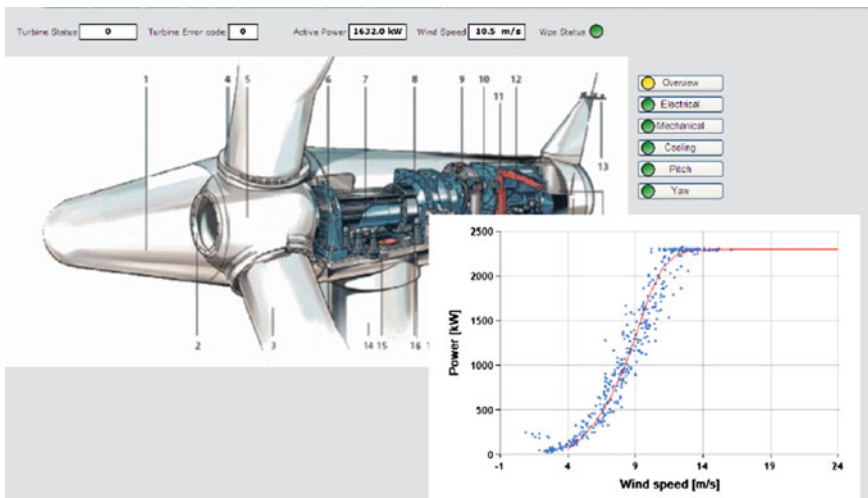 Turbine Status 0 Turbine Error code 0 Active Power 1632.0 kW Wind Speed 10.5 m/s Wps Status
1 4 5 6 7 8 9 10 11 12
13
Overview
Electrical
Mechanical
Cooling
Pitch
Yaw
2 3 14 15 16
2500
2000
1500
1000
500
0
Power [kW]
-1 4 9 14 19 24
Wind speed [m/s]